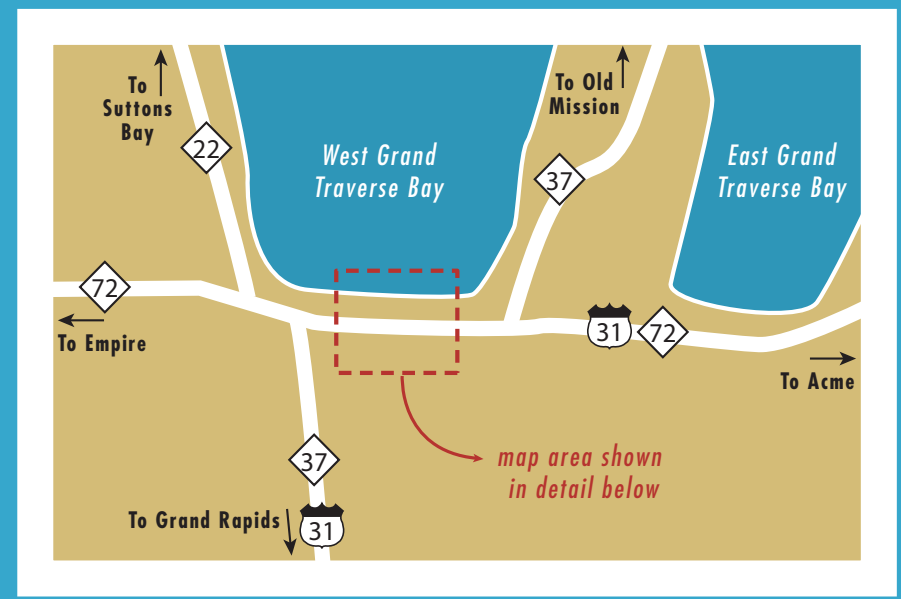 To
Suttons
Bay
22
West Grand
Traverse Bay
To Old
Mission
37
East Grand
Traverse Bay
72
To Empire
31
72
To Acme
map area shown
in detail below
37
To Grand Rapids
31